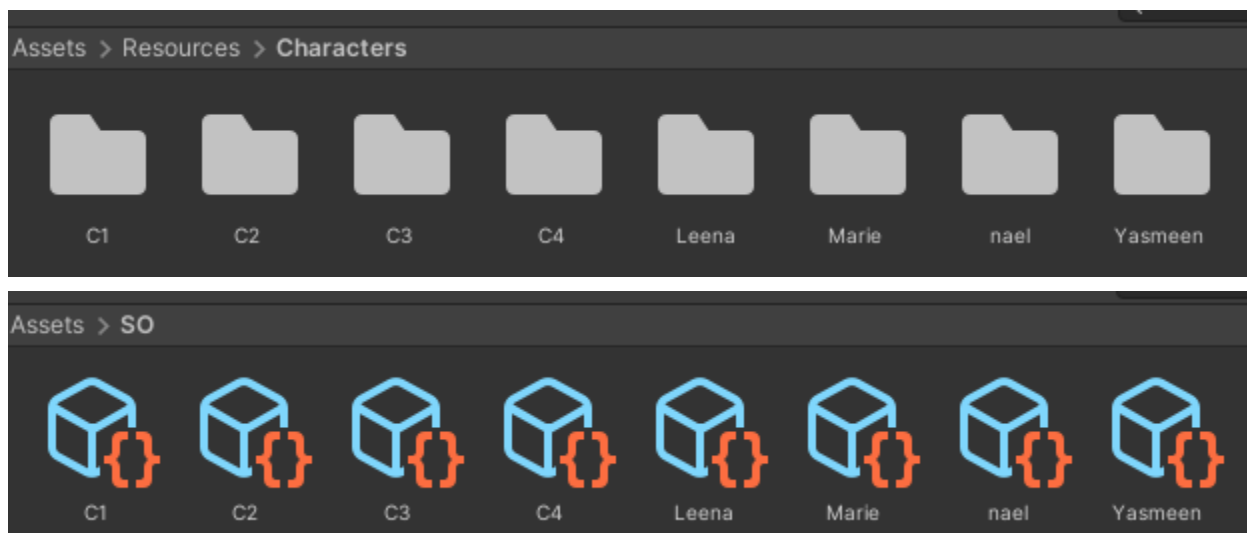 Assets > Resources > Characters
C1 C2 C3 C4 Leena Marie nael Yasmeen
Assets > SO
C1 C2 C3 C4 Leena Marie nael Yasmeen